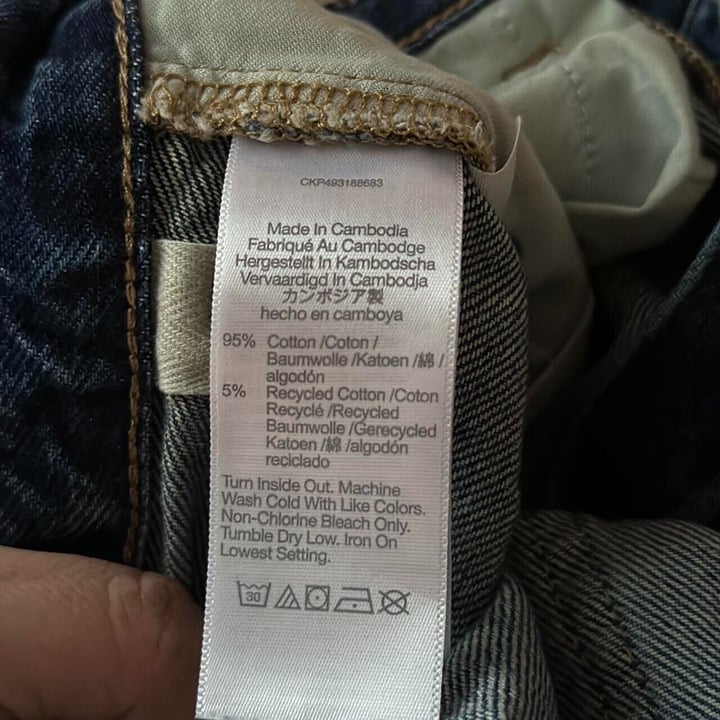 CKP493188683
Made In Cambodia
Fabriqué Au Cambodge
Hergestellt In Kambodscha
Vervaardigd In Cambodja
カンボジア製
hecho en camboya
95% Cotton /Coton /
Baumwolle /Katoen /綿 /
algodón
5% Recycled Cotton /Coton
Recyclé /Recycled
Baumwolle /Gerecycled
Katoen /綿 /algodón
reciclado
Turn Inside Out. Machine
Wash Cold With Like Colors.
Non-Chlorine Bleach Only.
Tumble Dry Low. Iron On
Lowest Setting.
30